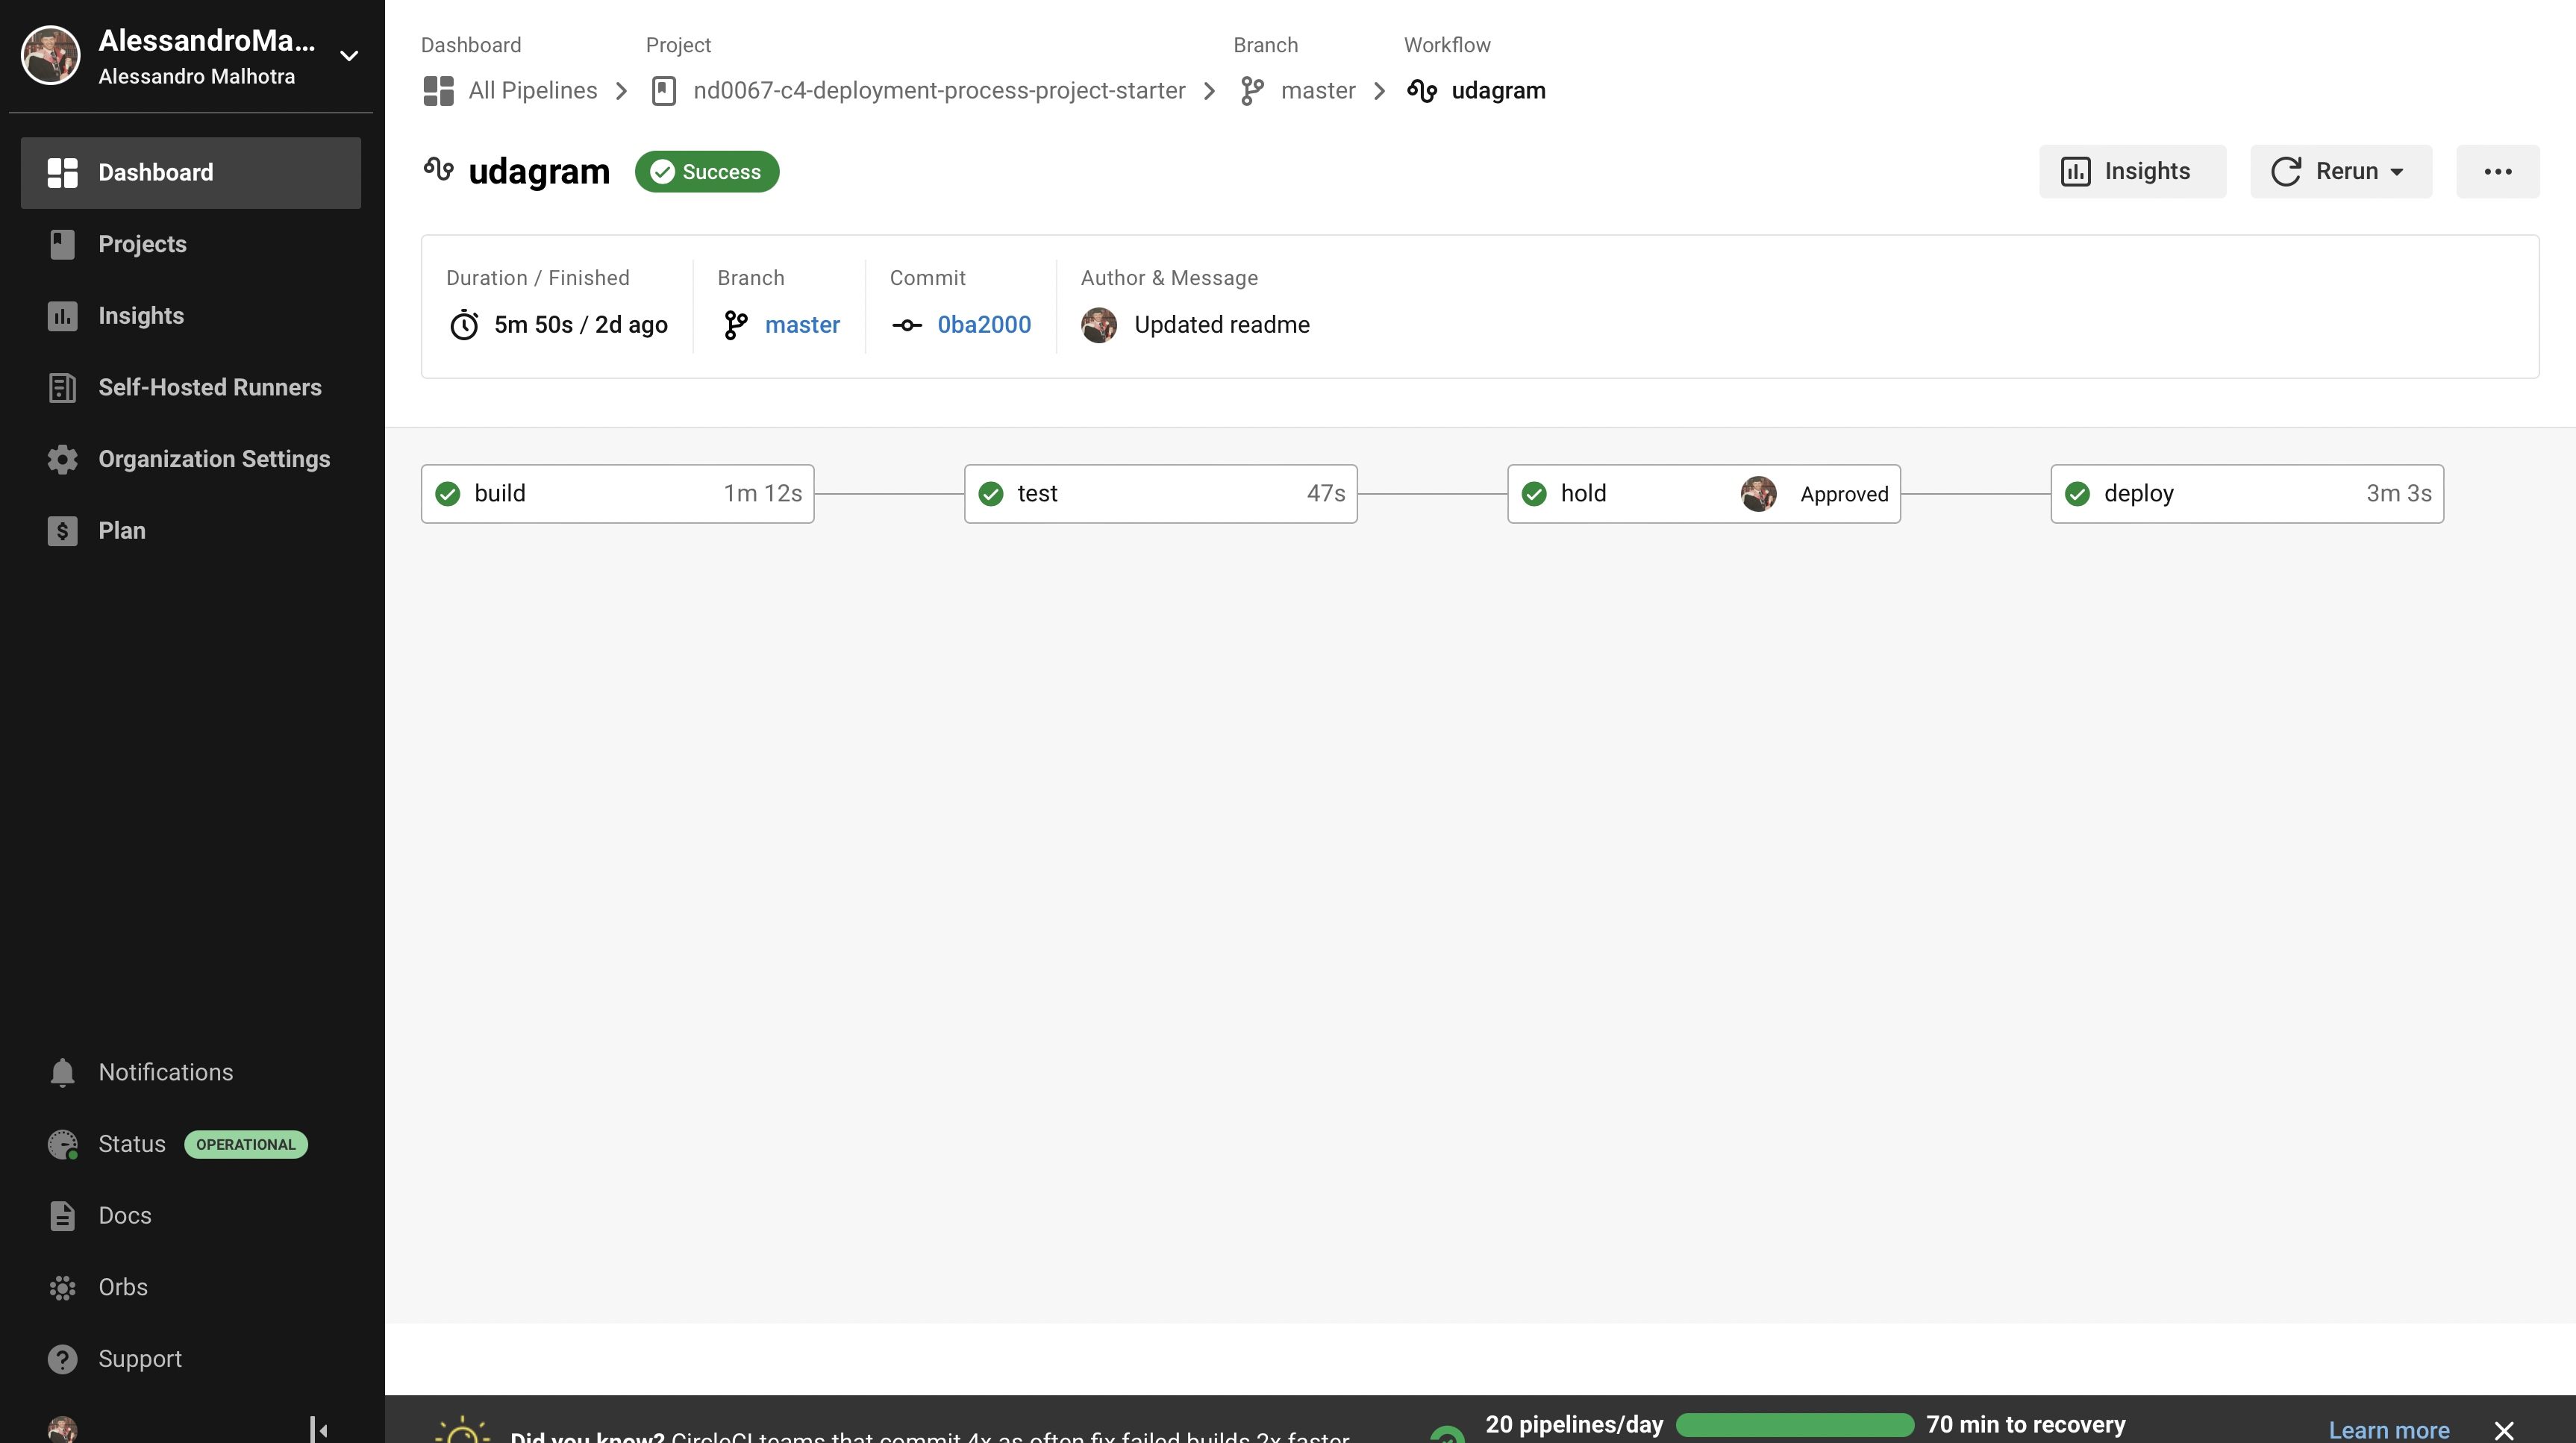 AlessandroMa...
Alessandro Malhotra
Dashboard
Projects
Insights
Self-Hosted Runners
Organization Settings
Plan
Notifications
Status OPERATIONAL
Docs
Orbs
Support
Dashboard Project Branch Workflow
All Pipelines nd0067-c4-deployment-process-project-starter master udagram
udagram Success Insights Rerun
Duration / Finished Branch Commit Author & Message
5m 50s / 2d ago master 0ba2000 Updated readme
build 1m 12s test 47s hold Approved deploy 3m 3s
20 pipelines/day 70 min to recovery
Did you know? CircleCI teams that commit 4x as often fix failed builds 2x faster Learn more